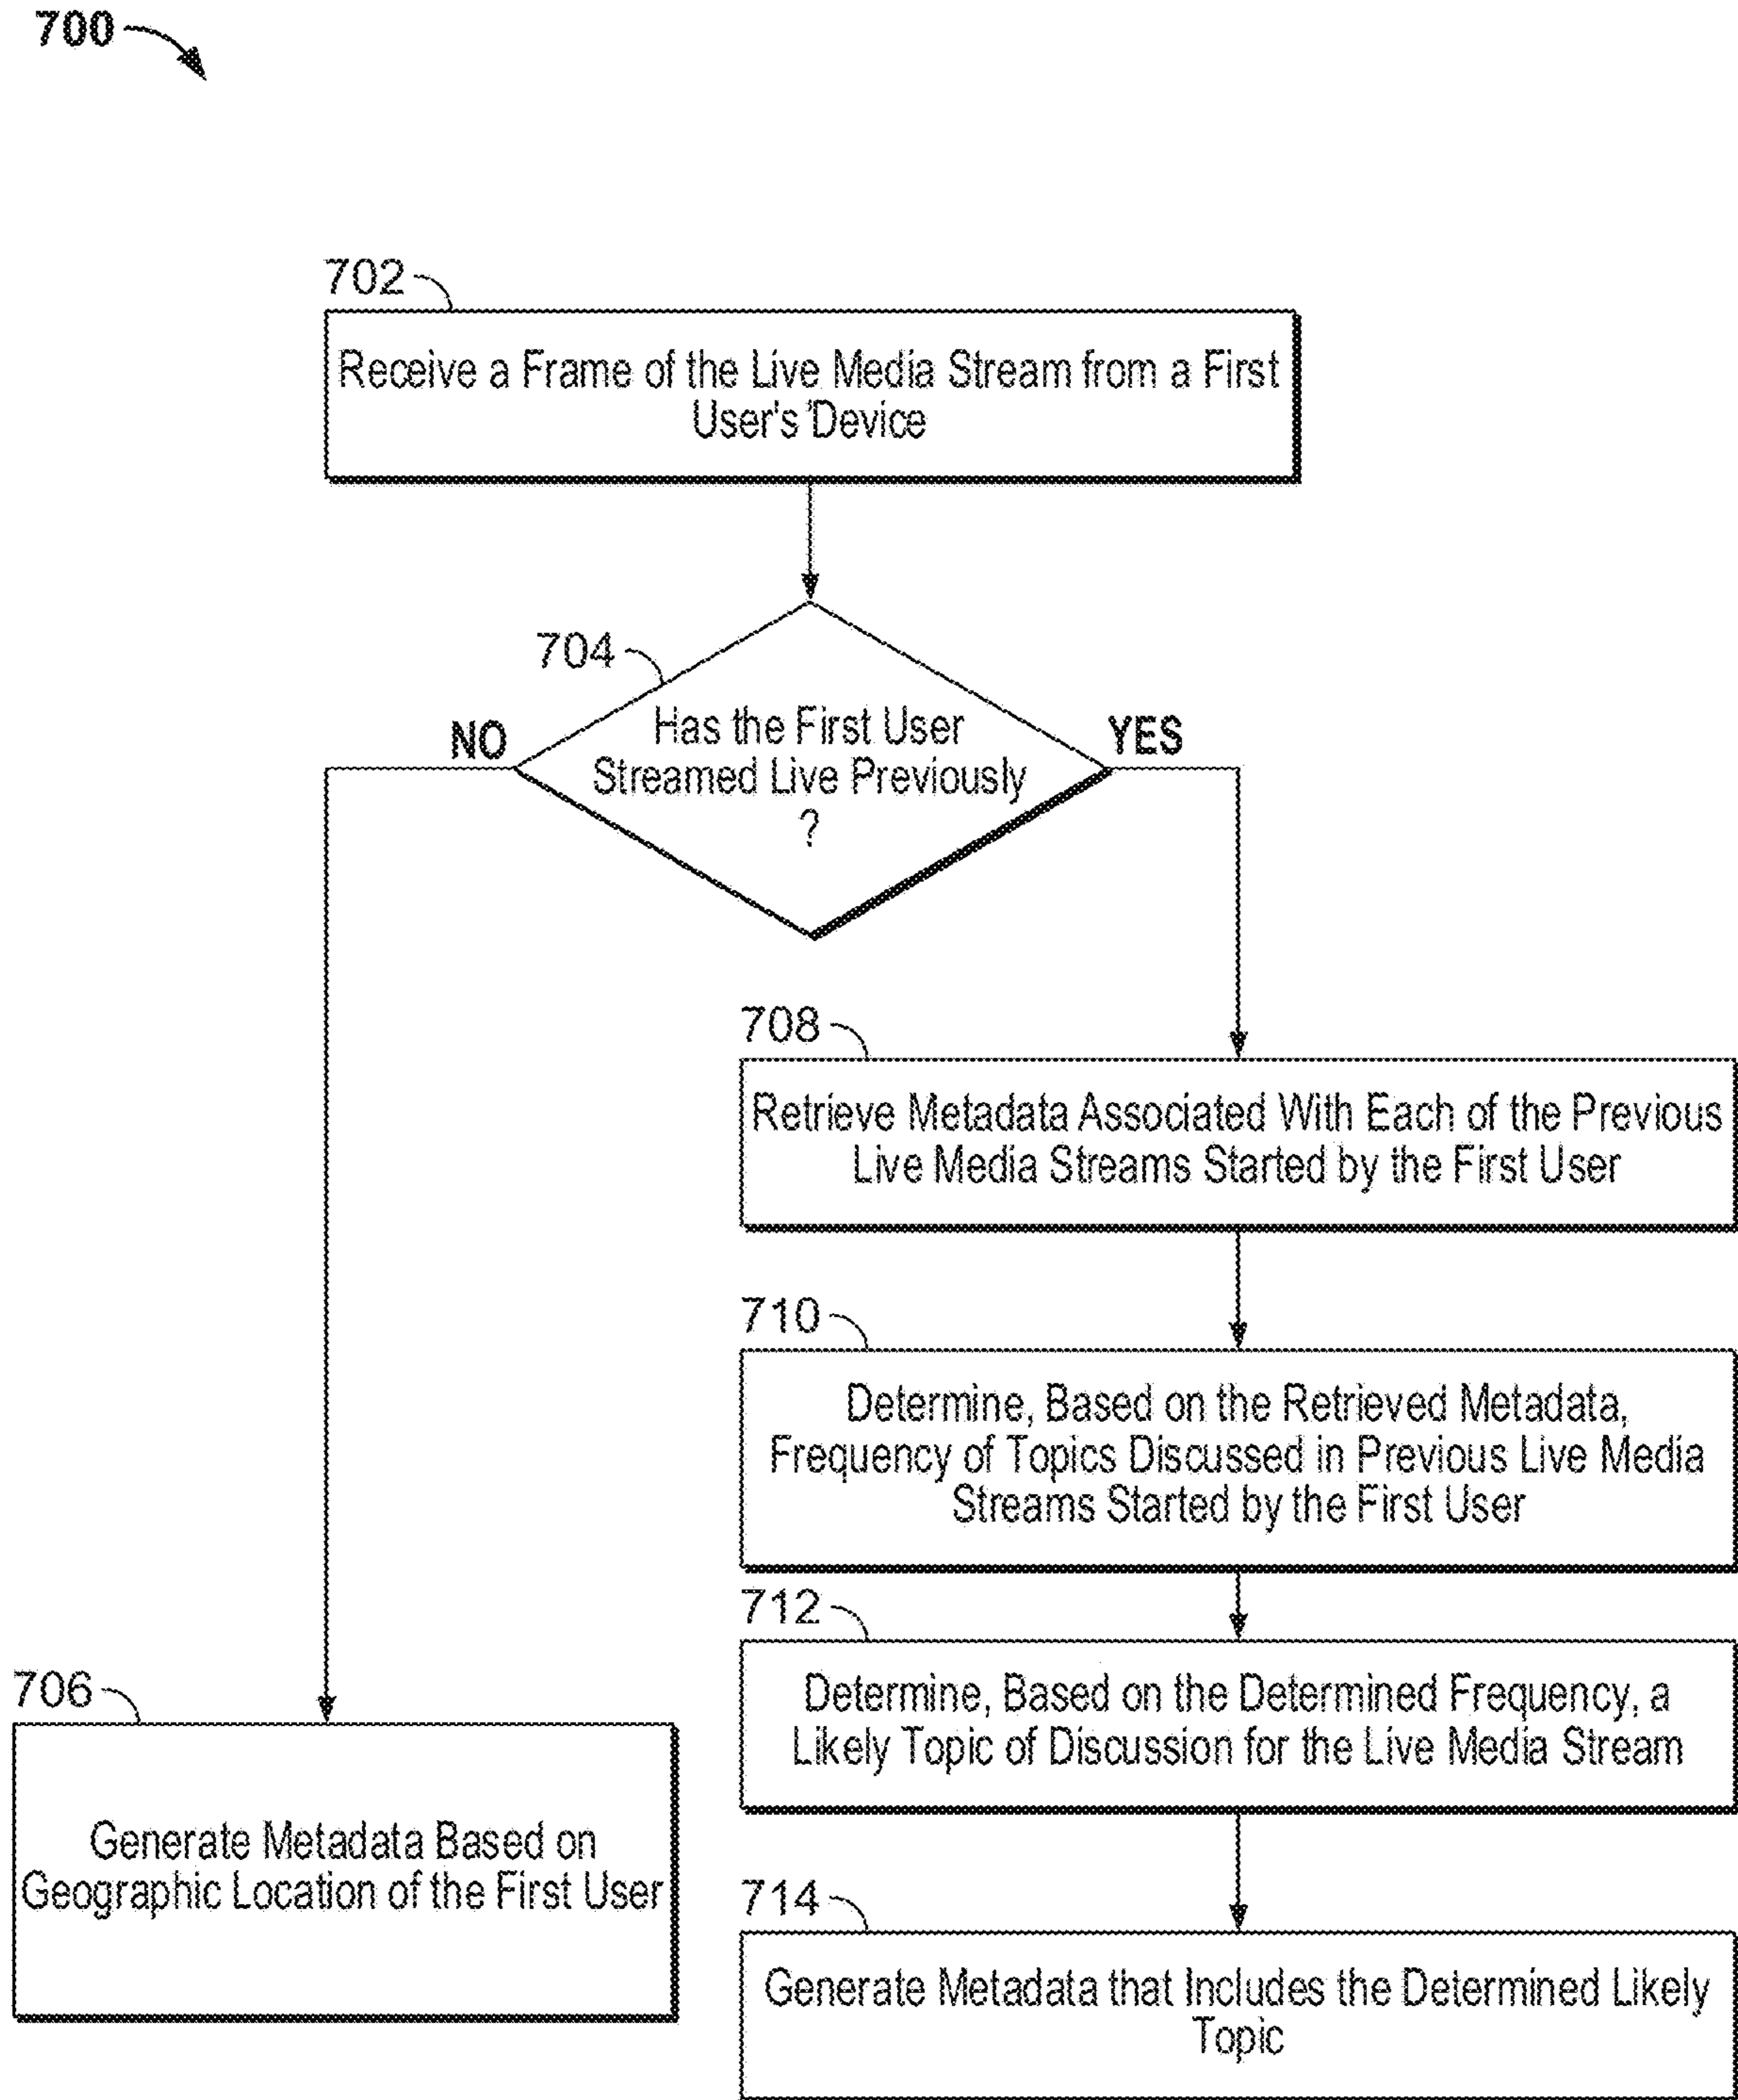 700
702
Receive a Frame of the Live Media Stream from a First
User's 'Device
704
NO
YES
Has the First User
Streamed Live Previously
?
708
Retrieve Metadata Associated With Each of the Previous
Live Media Streams Started by the First User
710
Determine, Based on the Retrieved Metadata,
Frequency of Topics Discussed in Previous Live Media
Streams Started by the First User
712
Determine, Based on the Determined Frequency, a
Likely Topic of Discussion for the Live Media Stream
706
Generate Metadata Based on
Geographic Location of the First User
714
Generate Metadata that Includes the Determined Likely
Topic